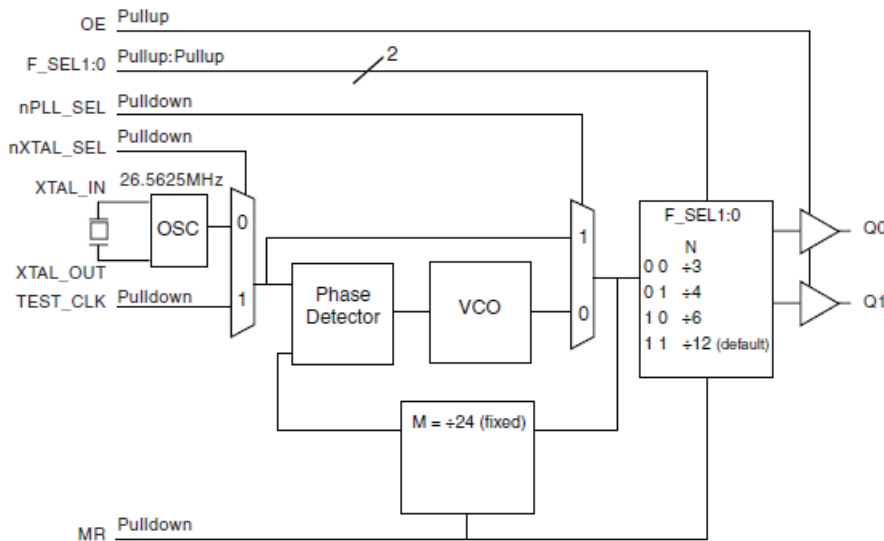 OE Pullup
F_SEL1:0 Pullup:Pullup 2
nPLL_SEL Pulldown
nXTAL_SEL Pulldown
XTAL_IN 26.5625MHz
OSC
XTAL_OUT
TEST_CLK Pulldown
0
1
Phase
Detector
VCO
1
0
F_SEL1:0
N
0 0 ÷3
0 1 ÷4
1 0 ÷6
1 1 ÷12 (default)
Q0
Q1
M = ÷24 (fixed)
MR Pulldown